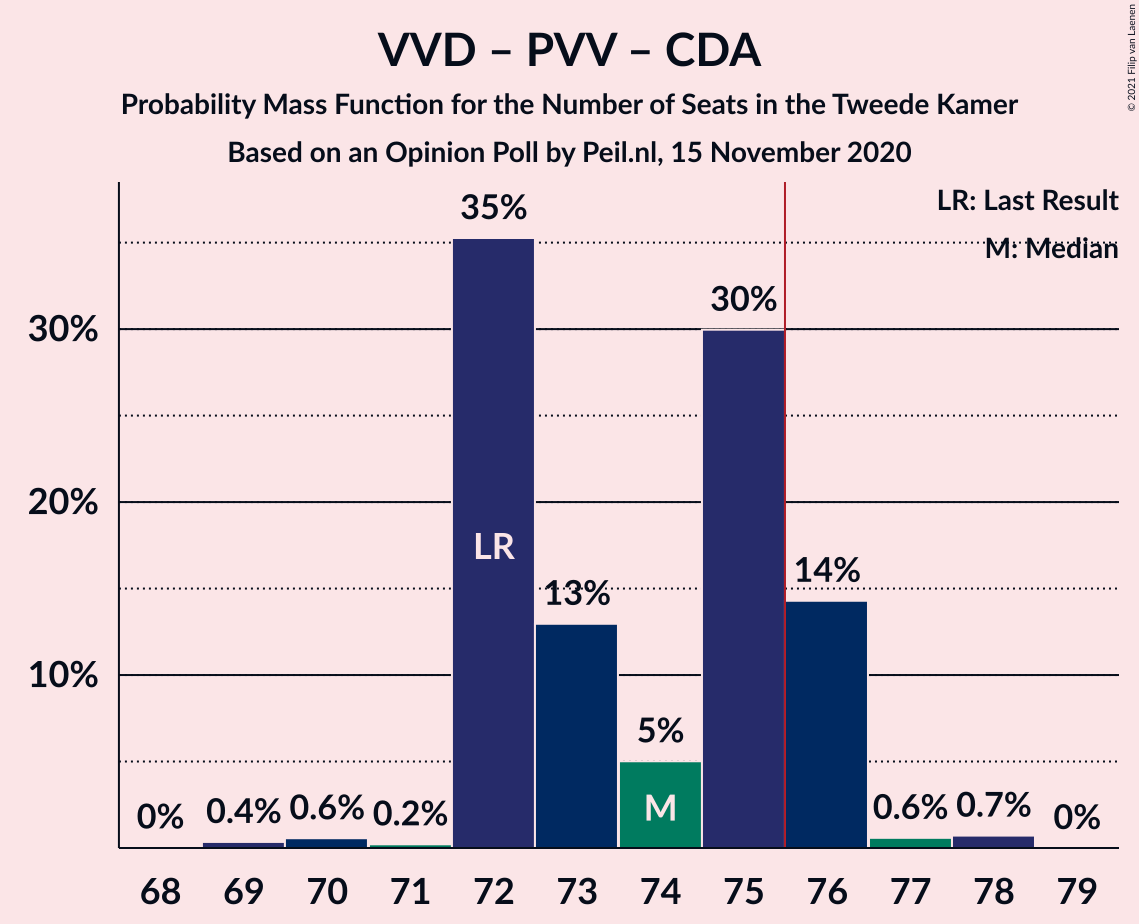 VVD – PVV – CDA
Probability Mass Function for the Number of Seats in the Tweede Kamer
Based on an Opinion Poll by Peil.nl, 15 November 2020
© 2021 Filip van Laenen
LR: Last Result
M: Median
30%
20%
10%
0%
0.4%
0.6%
0.2%
35%
13%
5%
30%
14%
0.6%
0.7%
0%
LR
M
68 69 70 71 72 73 74 75 76 77 78 79